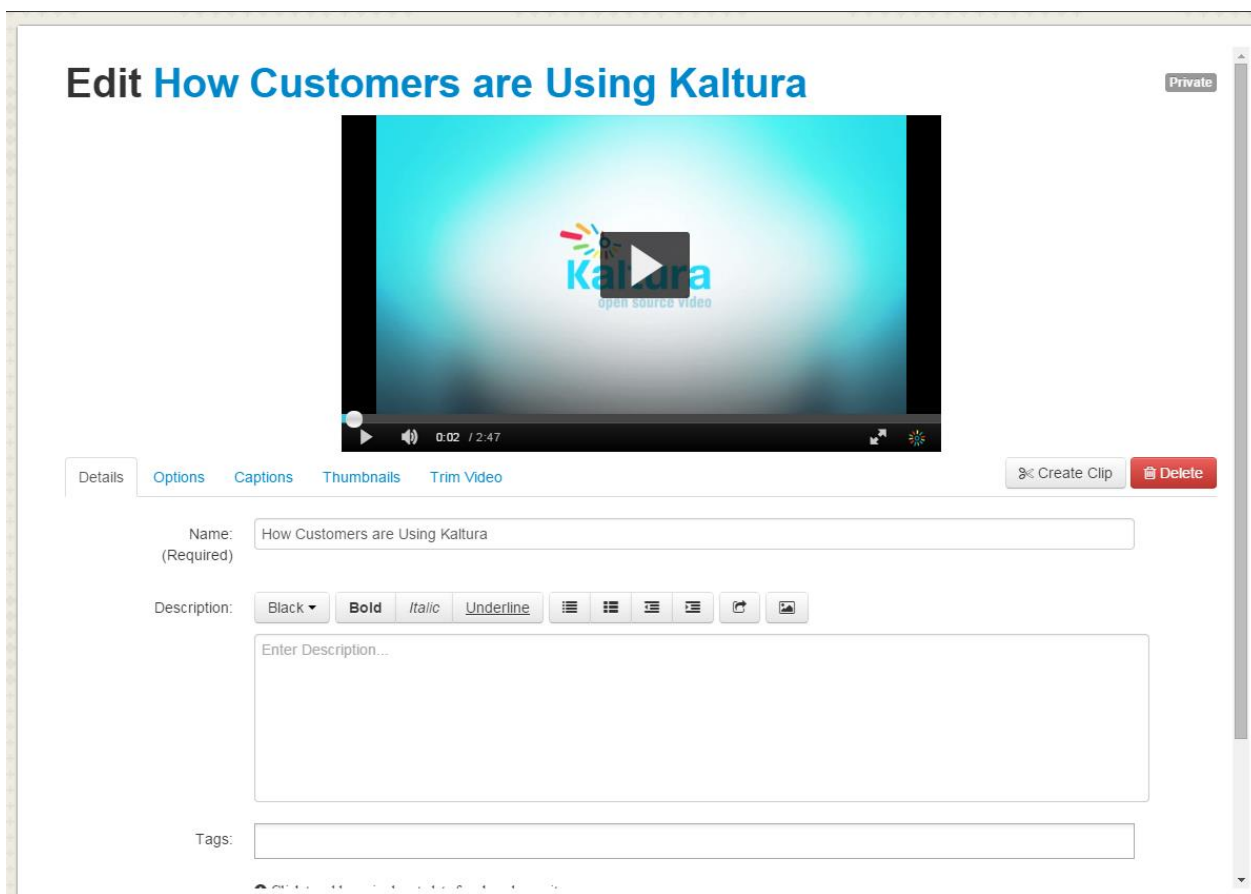 Edit How Customers are Using Kaltura
Private
Kaltura
open source video
0:02 / 2:47
Details Options Captions Thumbnails Trim Video Create Clip Delete
Name:
(Required)
How Customers are Using Kaltura
Description:
Black Bold Italic Underline
Enter Description...
Tags: